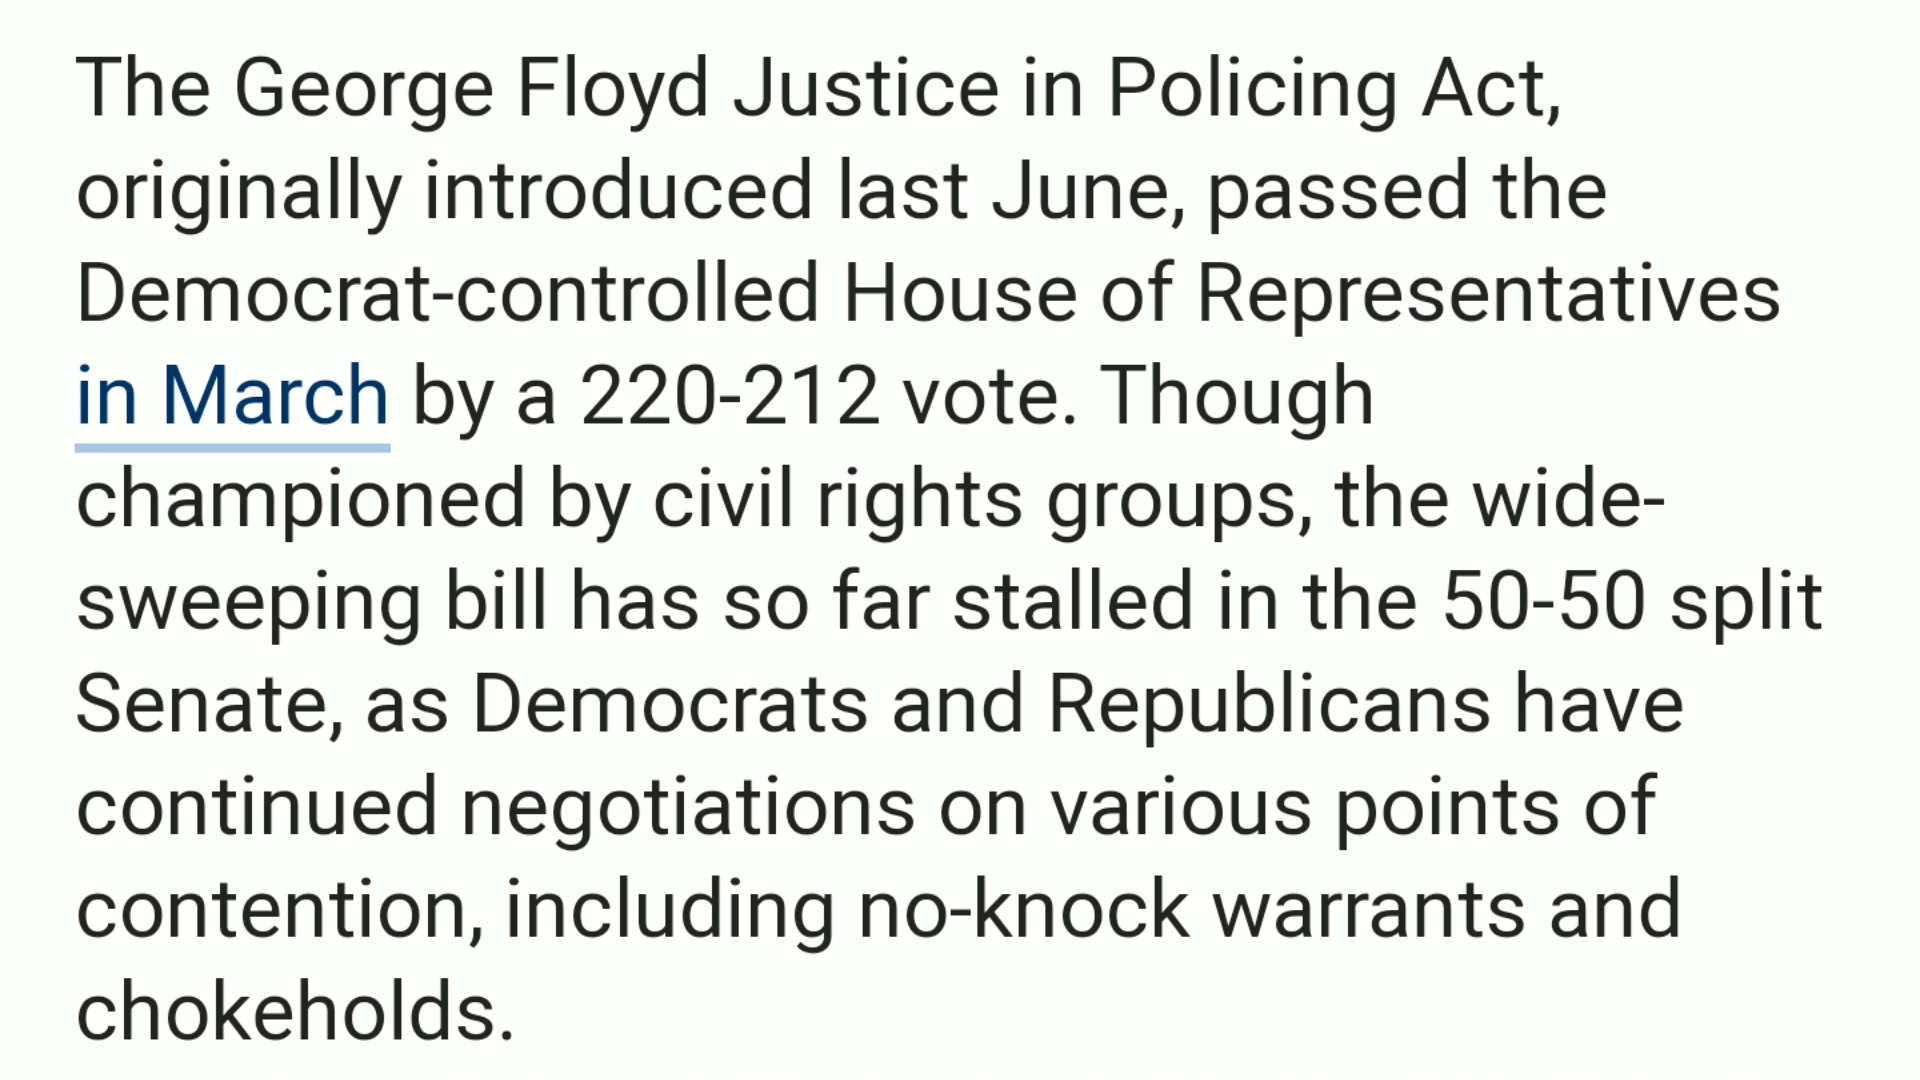 The George Floyd Justice in Policing Act,
originally introduced last June, passed the
Democrat-controlled House of Representatives
in March by a 220-212 vote. Though
championed by civil rights groups, the wide-
sweeping bill has so far stalled in the 50-50 split
Senate, as Democrats and Republicans have
continued negotiations on various points of
contention, including no-knock warrants and
chokeholds.